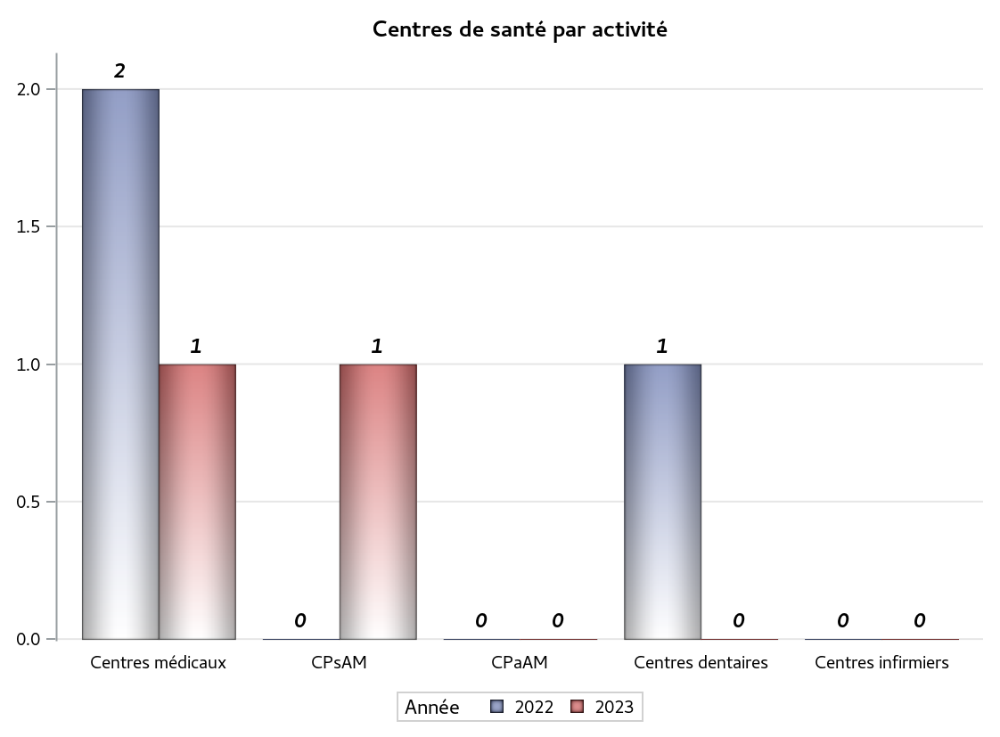 Centres de santé par activité
2
2.0
1.5
1 1 1
1.0
0.5
0 0 0 0 0 0
0.0
Centres médicaux CPsAM CPaAM Centres dentaires Centres infirmiers
Année 2022 2023